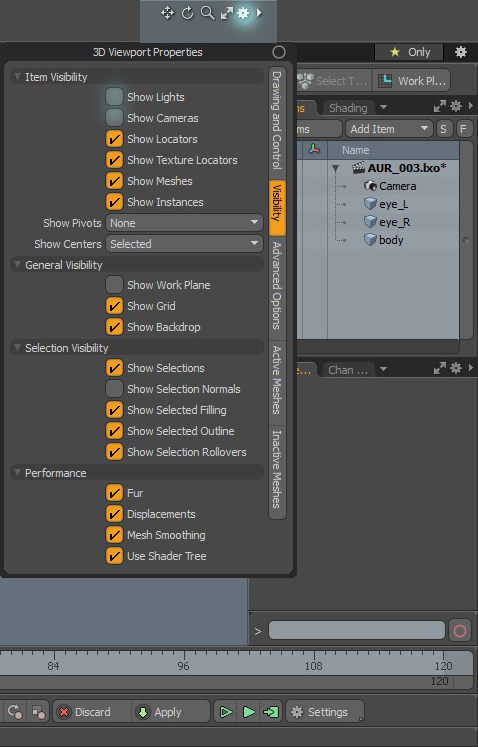 3D Viewport Properties
Only
Item Visibility
Show Lights
Show Cameras
Show Locators
Show Texture Locators
Show Meshes
Show Instances
Show Pivots None
Show Centers Selected
General Visibility
Show Work Plane
Show Grid
Show Backdrop
Selection Visibility
Show Selections
Show Selection Normals
Show Selected Filling
Show Selected Outline
Show Selection Rollovers
Performance
Fur
Displacements
Mesh Smoothing
Use Shader Tree
Drawing and Control
Visibility
Advanced Options
Active Meshes
Inactive Meshes
Select T... Work Pl...
ns Shading
ms Add Item S F
Name
AUR_003.lxo*
Camera
eye_L
eye_R
body
e... Chan ...
>
84 96 108 120
120
Discard Apply Settings